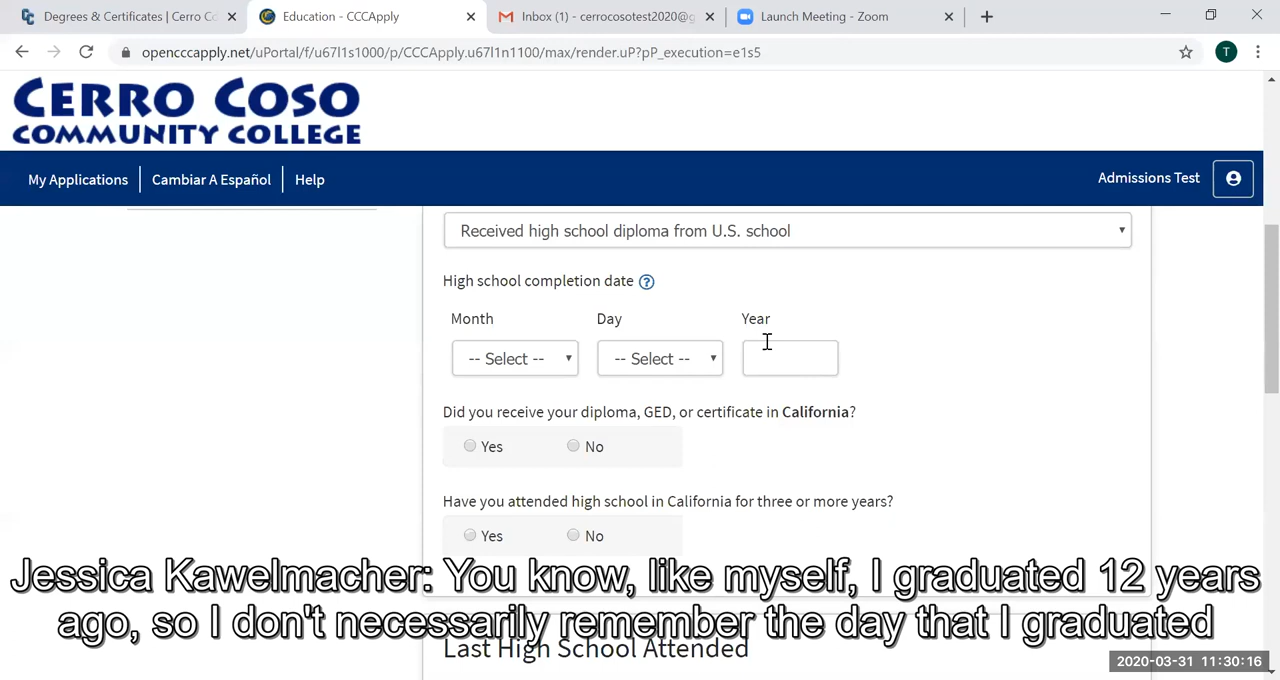 Degrees & Certificates | Cerro Co
Education - CCCApply
Inbox (1) - cerrocosotest2020@g
Launch Meeting - Zoom
opencccapply.net/uPortal/f/u67l1s1000/p/CCCApply.u67l1n1100/max/render.uP?pP_execution=e1s5
T
CERRO COSO
COMMUNITY COLLEGE
My Applications
Cambiar A Español
Help
Admissions Test
Received high school diploma from U.S. school
High school completion date ?
Month Day Year
-- Select -- -- Select --
Did you receive your diploma, GED, or certificate in California?
Yes No
Have you attended high school in California for three or more years?
Yes No
Jessica Kawelmacher: You know, like myself, I graduated 12 years
ago, so I don't necessarily remember the day that I graduated
Last High School Attended
2020-03-31 11:30:16